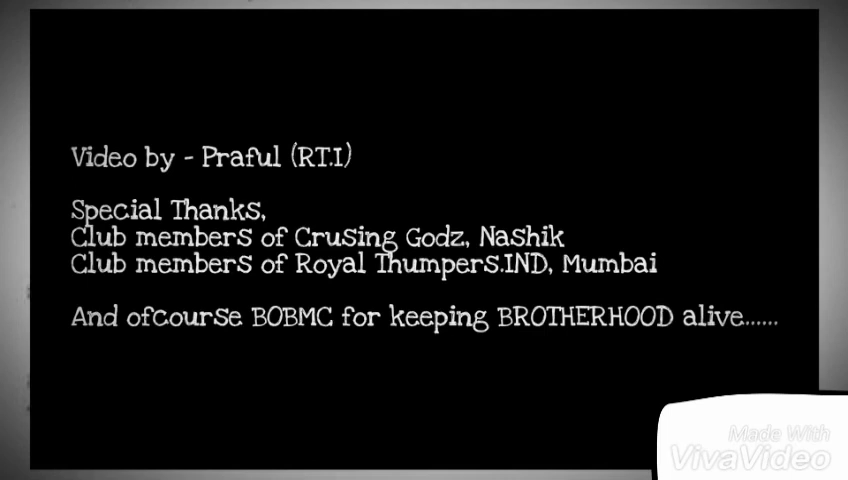 Video by - Praful (RT.I)
Special Thanks,
Club members of Crusing Godz, Nashik
Club members of Royal Thumpers.IND, Mumbai
And ofcourse BOBMC for keeping BROTHERHOOD alive......
Made With
VivaVideo